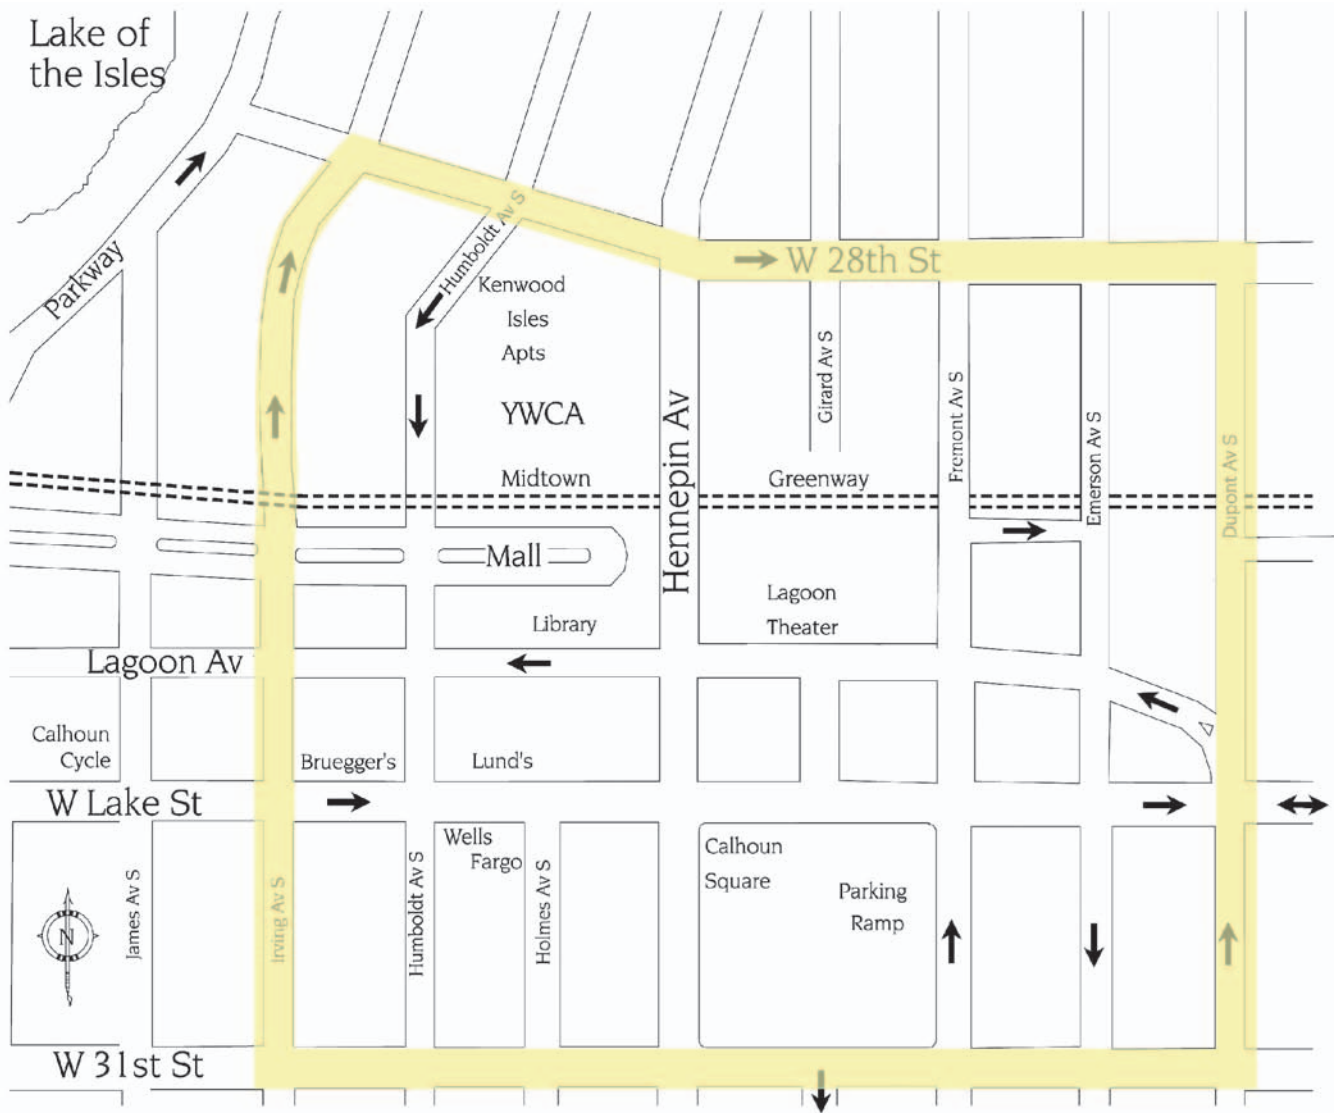 Lake of
the Isles
Parkway
Humboldt Av S
W 28th St
Kenwood
Isles
Apts
YWCA
Hennepin Av
Girard Av S
Fremont Av S
Emerson Av S
Dupont Av S
Midtown
Greenway
Mall
Library
Lagoon
Theater
Lagoon Av
Calhoun
Cycle
Bruegger's
Lund's
W Lake St
Wells
Fargo
Calhoun
Square
Parking
Ramp
N
James Av S
Irving Av S
Humboldt Av S
Holmes Av S
W 31st St